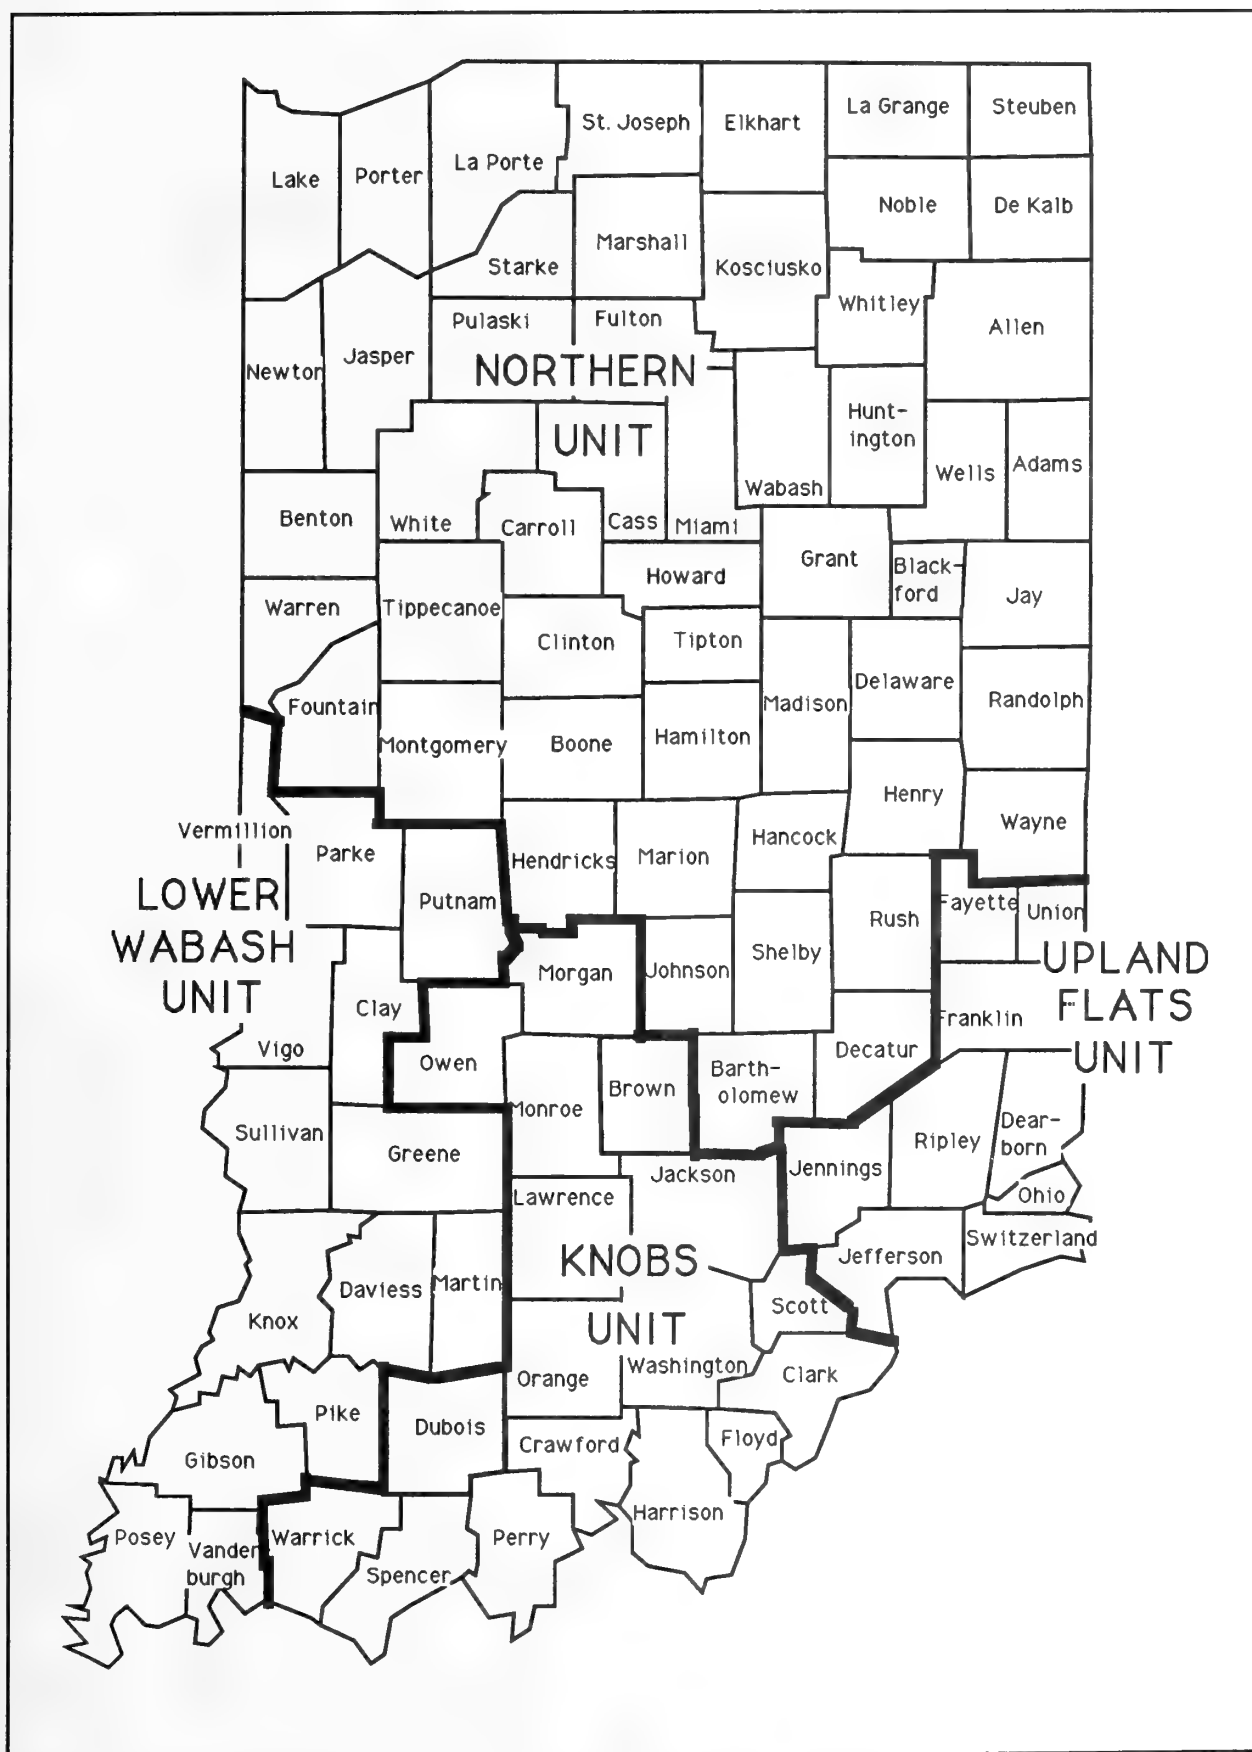 La Grange
Steuben
St. Joseph
Elkhart
La Porte
Lake
Porter
Noble
De Kalb
Marshall
Starke
Kosciusko
Whitley
Pulaski
Fulton
Allen
Newton
Jasper
NORTHERN
UNIT
Hunt-
ington
Wabash
Wells
Adams
Benton
White
Carroll
Cass
Miami
Grant
Black-
ford
Howard
Jay
Warren
Tippecanoe
Clinton
Tipton
Delaware
Fountain
Madison
Randolph
Montgomery
Boone
Hamilton
Henry
Wayne
Vermillion
Parke
Hendricks
Marion
Hancock
LOWER
WABASH
UNIT
Putnam
Rush
Fayette
Union
Shelby
Morgan
Johnson
UPLAND
FLATS
UNIT
Clay
Franklin
Vigo
Owen
Decatur
Brown
Barth-
olomew
Monroe
Sullivan
Greene
Dear-
born
Ripley
Jackson
Jennings
Lawrence
Ohio
Switzerland
KNOBS
UNIT
Jefferson
Daviess
Martin
Knox
Scott
Orange
Washington
Clark
Pike
Dubois
Crawford
Floyd
Gibson
Harrison
Posey
Vander
burgh
Warrick
Perry
Spencer